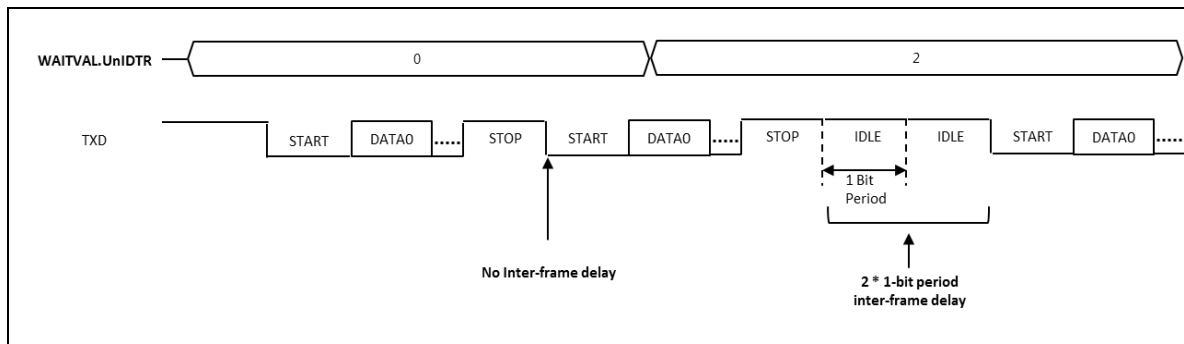 WAITVAL.UnIDTR 0 2
TXD START DATA0 ..... STOP START DATA0 ..... STOP IDLE IDLE START DATA0 .....
1 Bit
Period
No Inter-frame delay
2 * 1-bit period
inter-frame delay